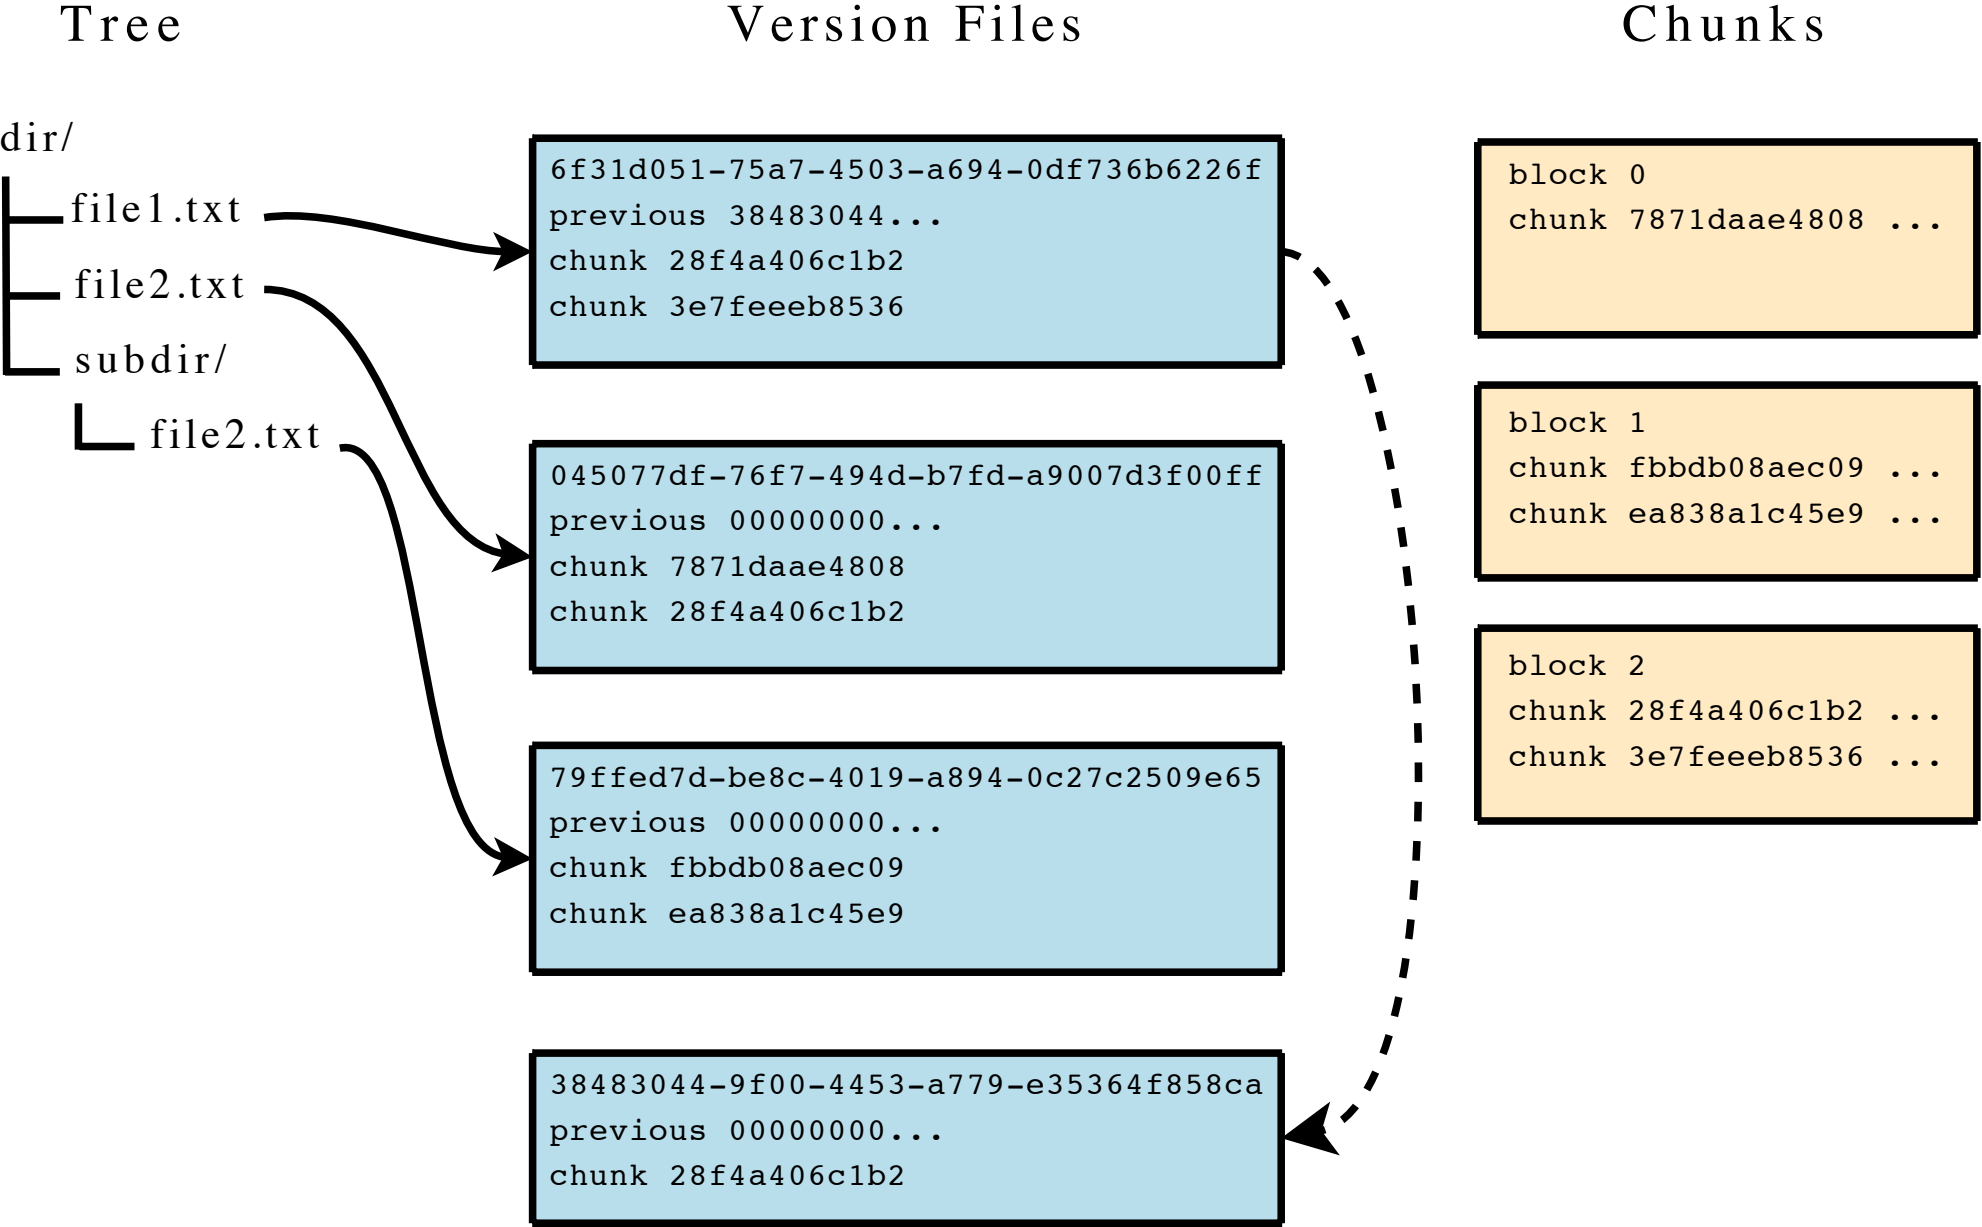 Tree
Version Files
Chunks
dir/
file1.txt
file2.txt
subdir/
file2.txt
6f31d051-75a7-4503-a694-0df736b6226f
previous 38483044...
chunk 28f4a406c1b2
chunk 3e7feeeb8536
045077df-76f7-494d-b7fd-a9007d3f00ff
previous 00000000...
chunk 7871daae4808
chunk 28f4a406c1b2
79ffed7d-be8c-4019-a894-0c27c2509e65
previous 00000000...
chunk fbbdb08aec09
chunk ea838a1c45e9
38483044-9f00-4453-a779-e35364f858ca
previous 00000000...
chunk 28f4a406c1b2
block 0
chunk 7871daae4808 ...
block 1
chunk fbbdb08aec09 ...
chunk ea838a1c45e9 ...
block 2
chunk 28f4a406c1b2 ...
chunk 3e7feeeb8536 ...